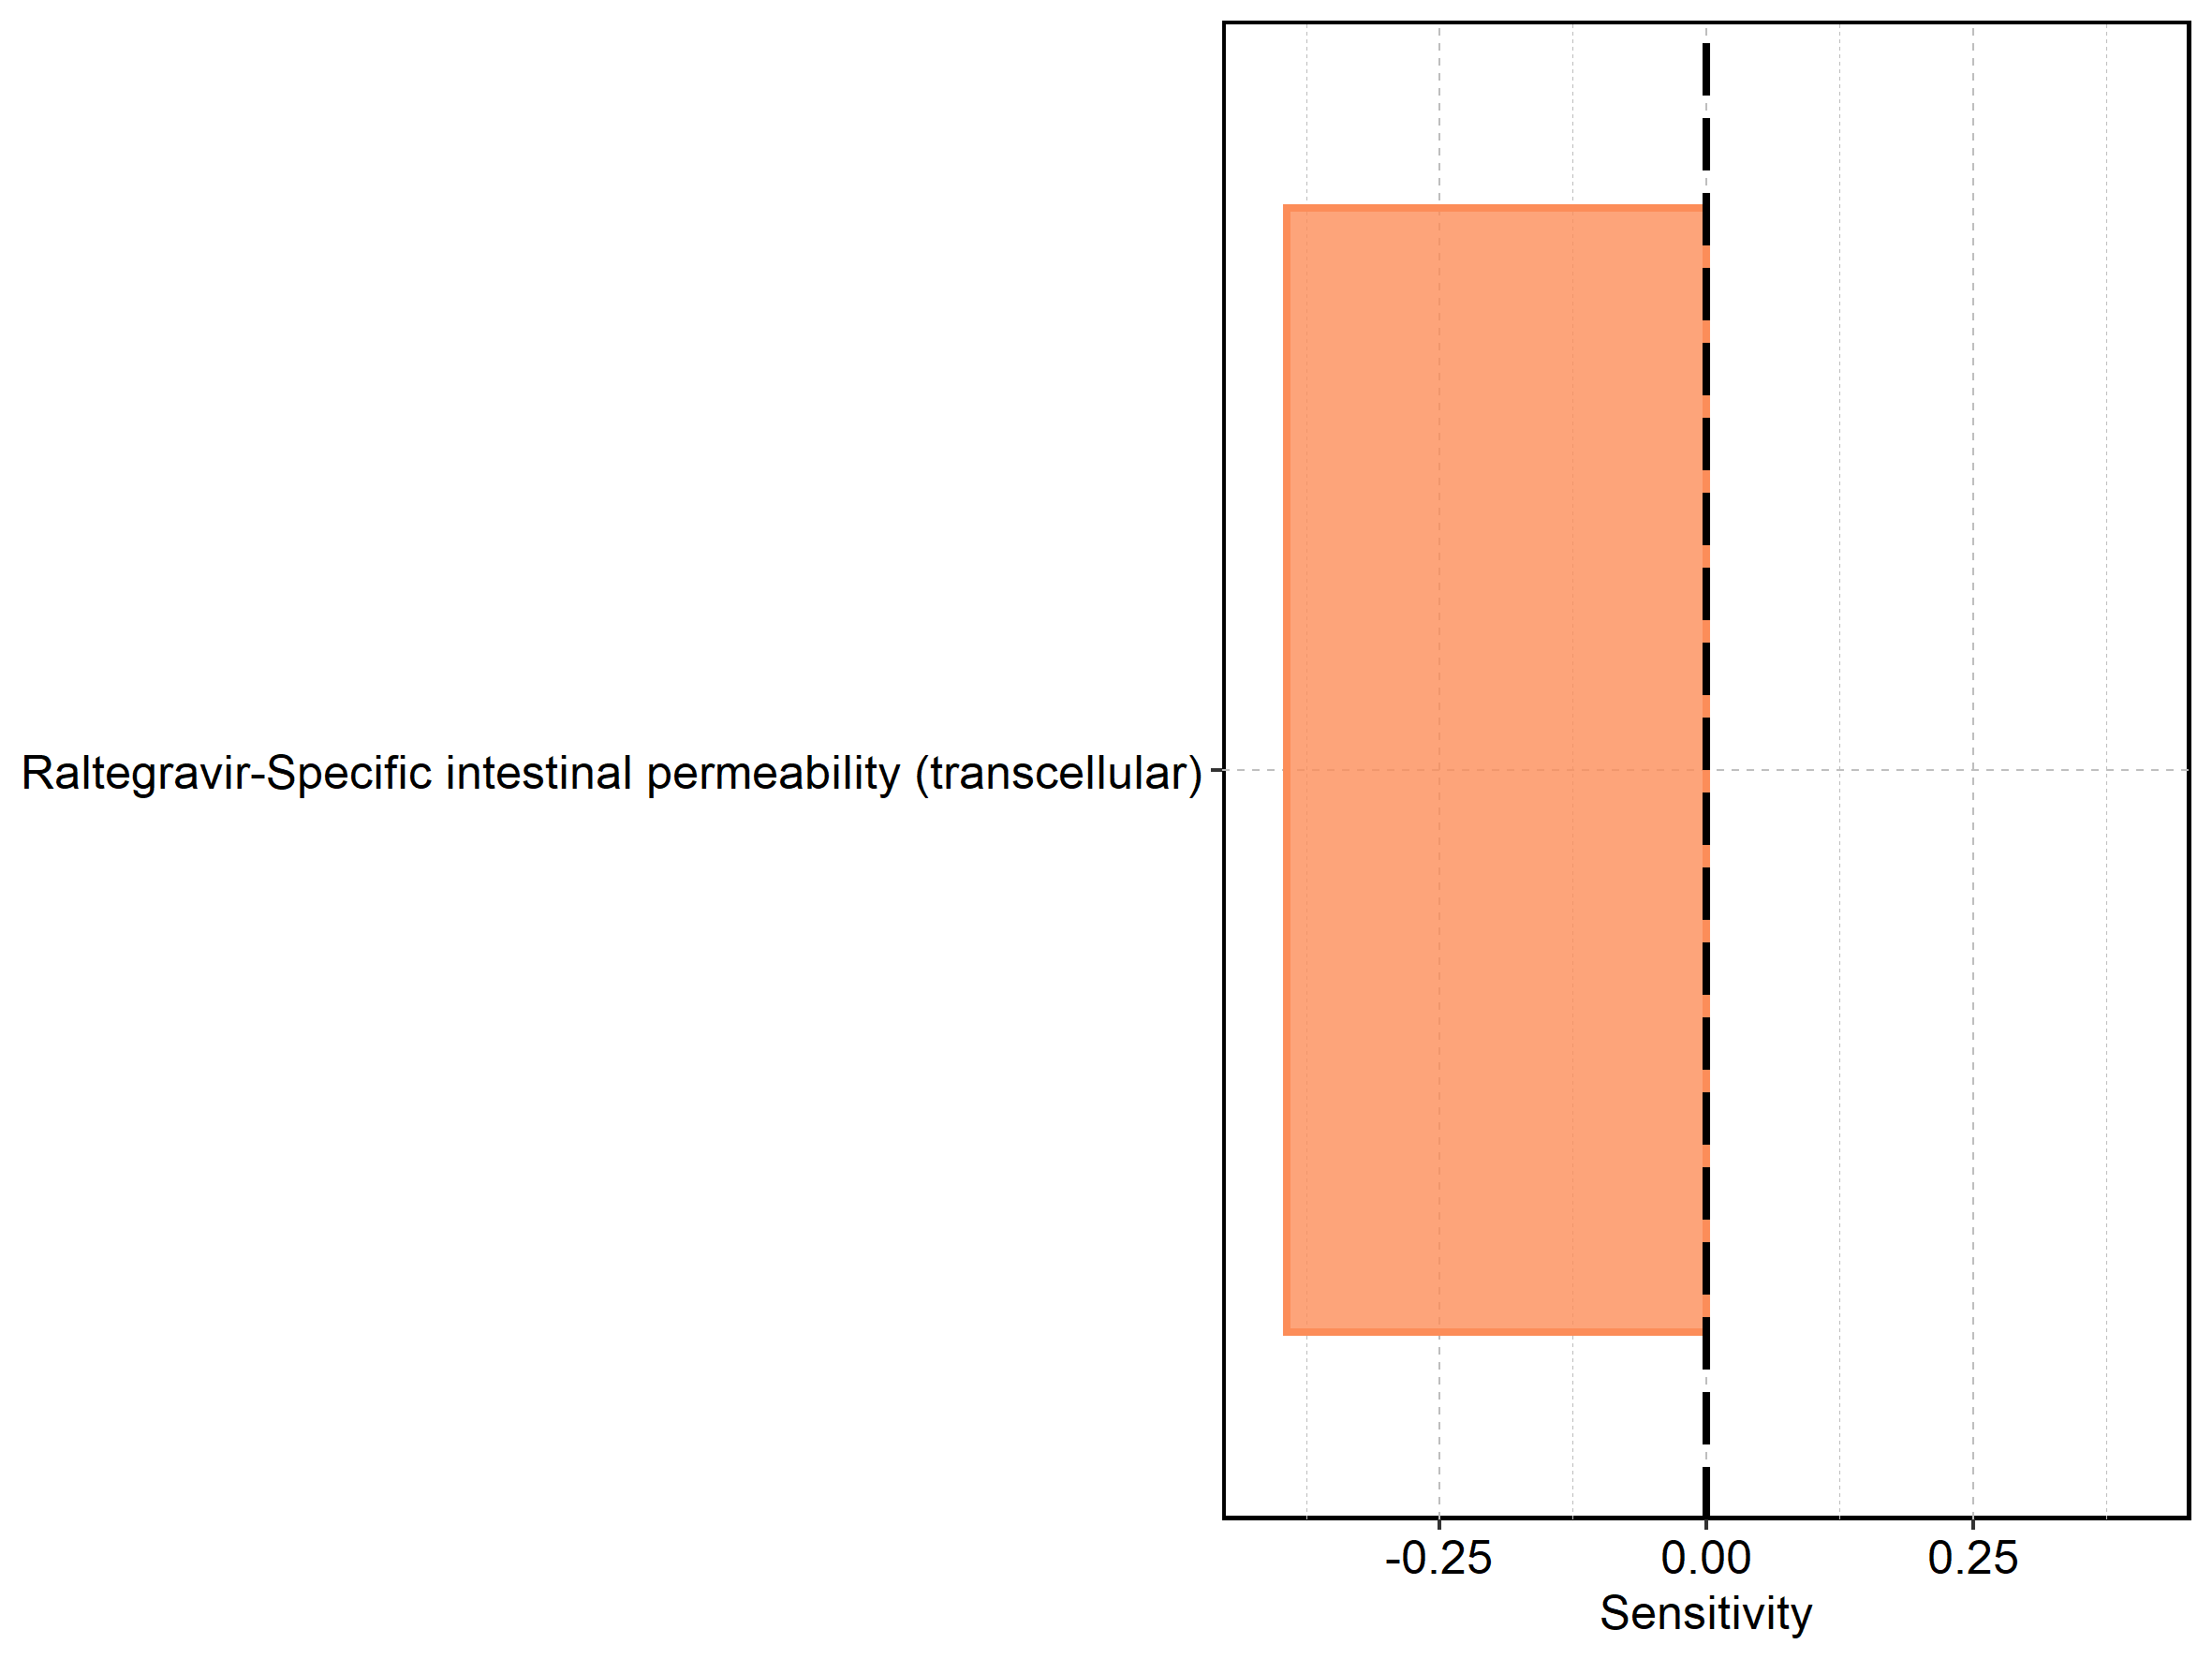 Raltegravir-Specific intestinal permeability (transcellular)
-0.25 0.00 0.25
Sensitivity